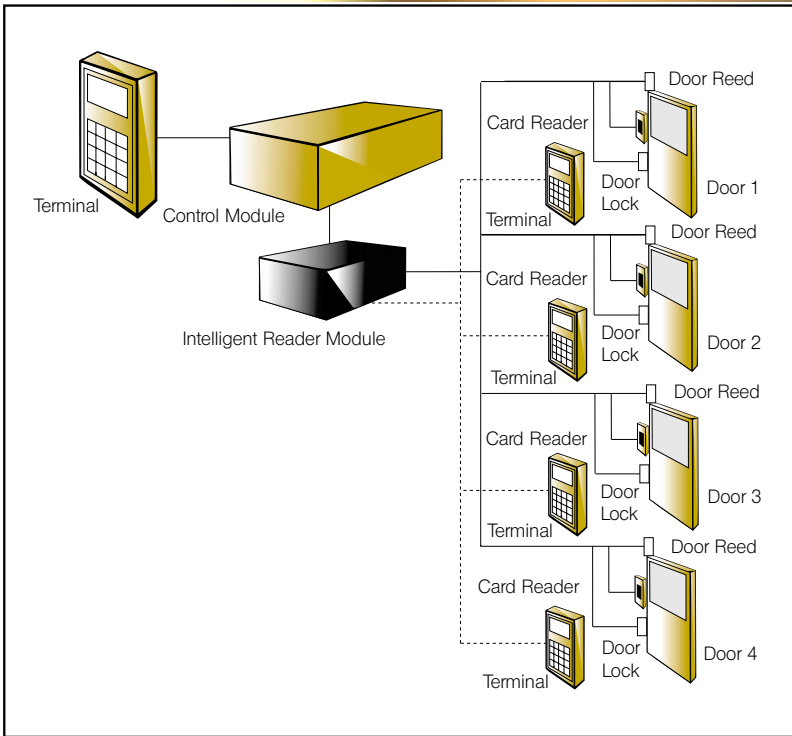 Door Reed
Card Reader
Door 1
Door
Lock
Terminal
Control Module
Terminal
Door Reed
Card Reader
Intelligent Reader Module
Door
Lock
Door 2
Terminal
Door Reed
Card Reader
Door
Lock
Door 3
Terminal
Door Reed
Card Reader
Door
Lock
Door 4
Terminal